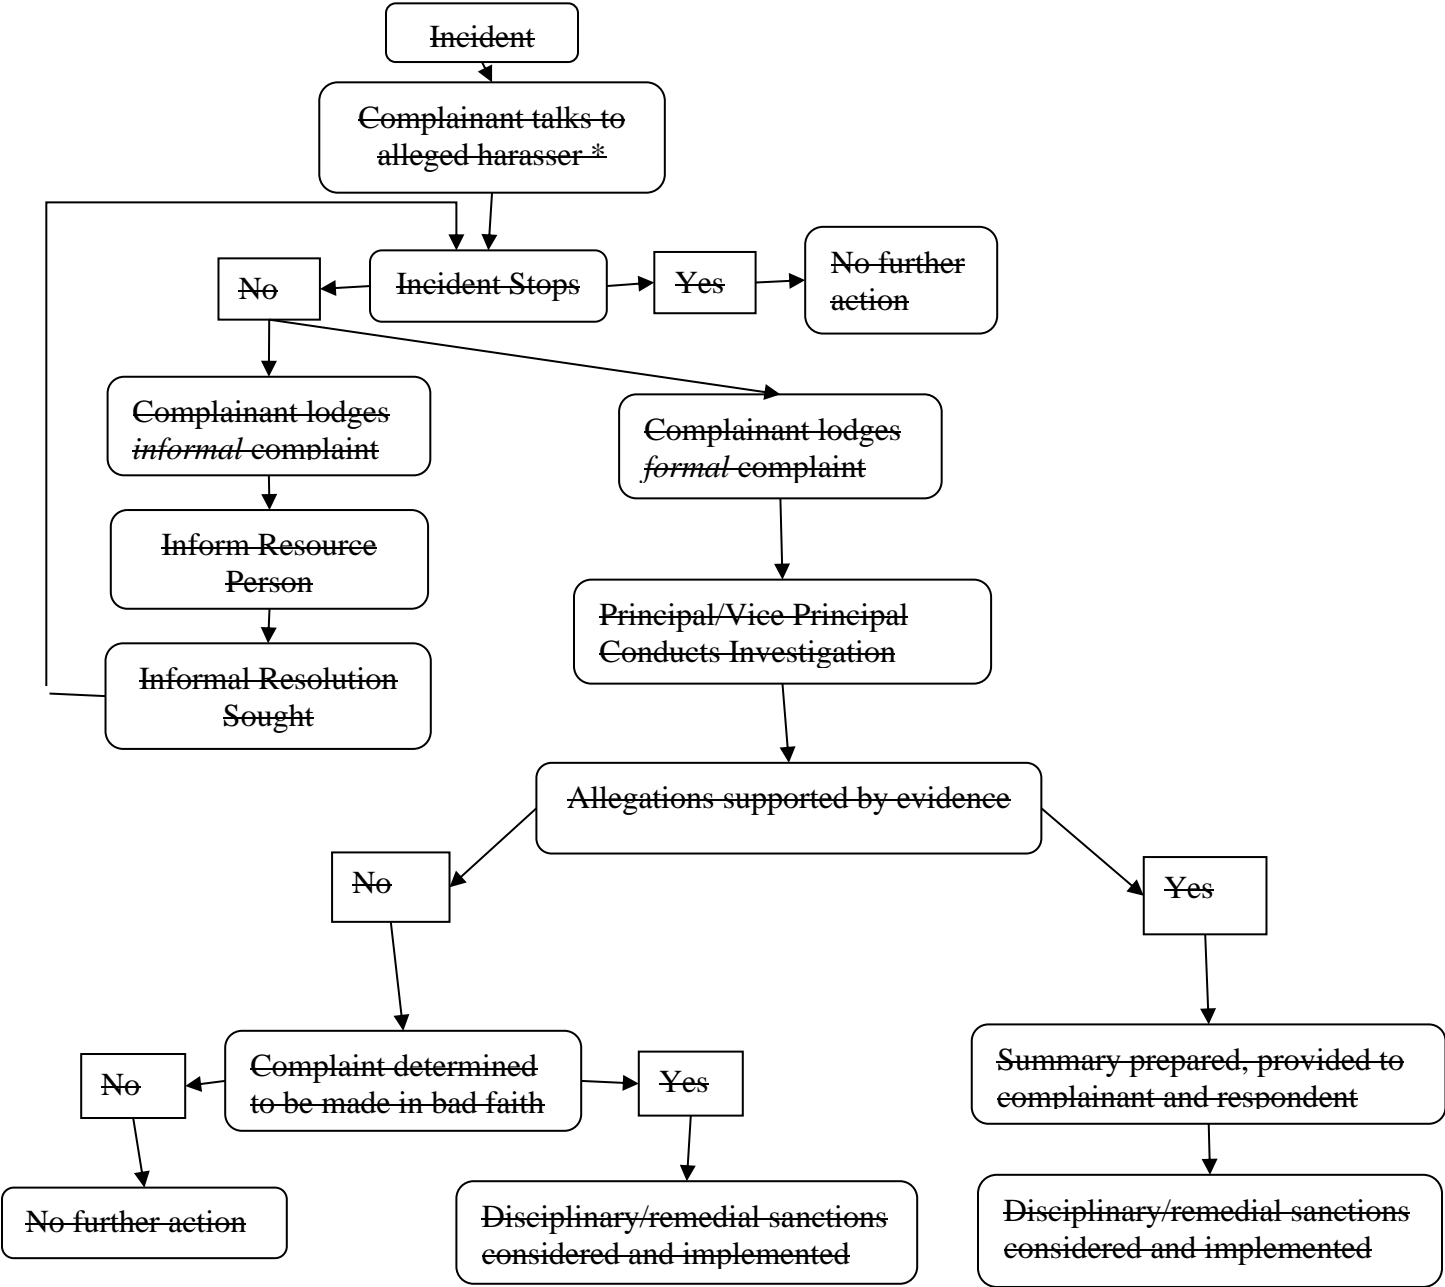 Incident
Complainant talks to
alleged harasser *
Incident Stops
No
Yes
No further
action
Complainant lodges
informal complaint
Complainant lodges
formal complaint
Inform Resource
Person
Principal/Vice Principal
Conducts Investigation
Informal Resolution
Sought
Allegations supported by evidence
No
Yes
Complaint determined
to be made in bad faith
No
Yes
Summary prepared, provided to
complainant and respondent
No further action
Disciplinary/remedial sanctions
considered and implemented
Disciplinary/remedial sanctions
considered and implemented